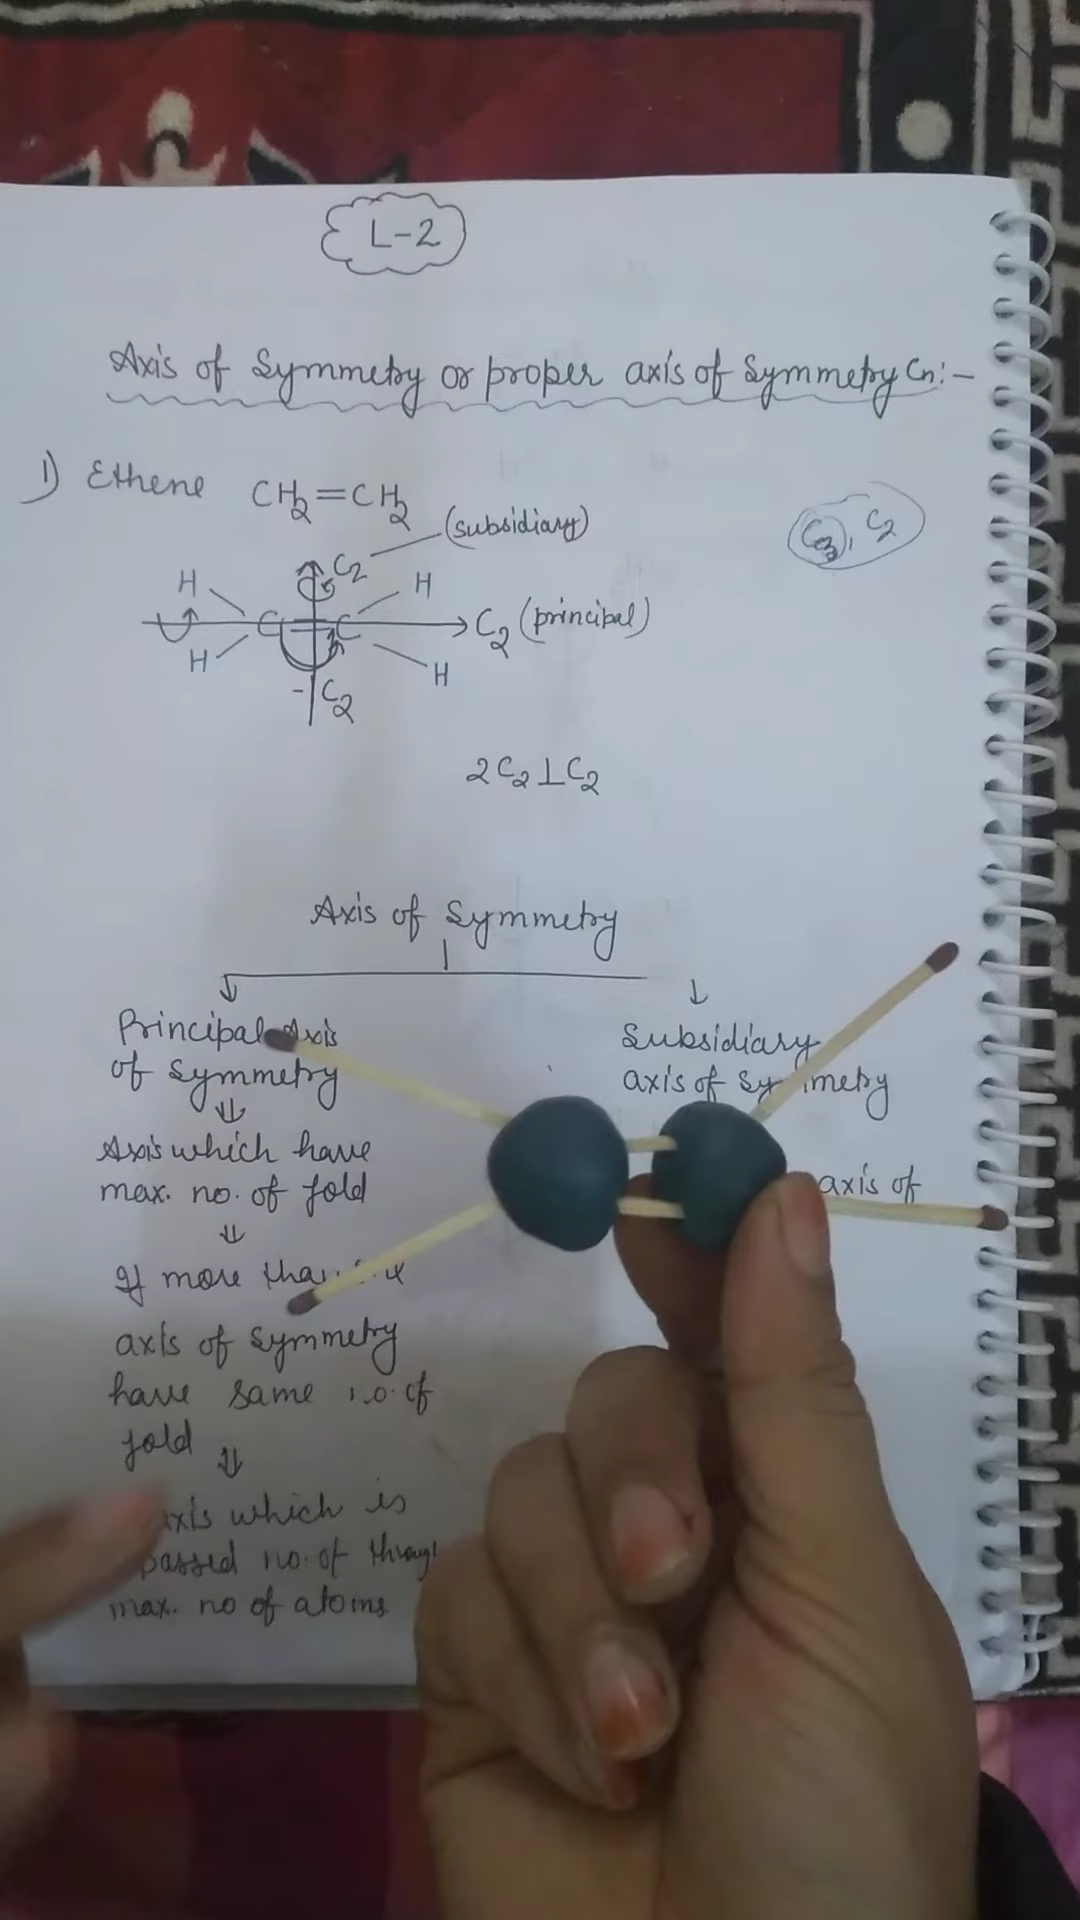 L-2
Axis of Symmetry or proper axis of Symmetry Cn:-
1) Ethene CH2=CH2
(subsidiary)
C3, C2
C2
H H
C C C2 (principal)
H H
C2
2C2⊥C2
Axis of Symmetry
Principal Axis of Symmetry
Axis which have
max. no. of fold
If more than
axis of symmetry
have same no. of
fold
axis which is
passed no. of through
max. no of atoms
Subsidiary
axis of Symmetry
axis of